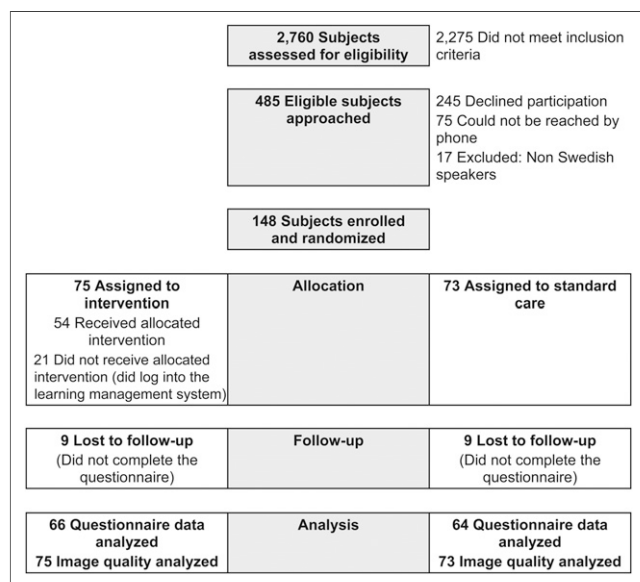 2,760 Subjects
assessed for eligibility
2,275 Did not meet inclusion
criteria
485 Eligible subjects
approached
245 Declined participation
75 Could not be reached by
phone
17 Excluded: Non Swedish
speakers
148 Subjects enrolled
and randomized
75 Assigned to
intervention
54 Received allocated
intervention
21 Did not receive allocated
intervention (did log into the
learning management system)
Allocation
73 Assigned to standard
care
9 Lost to follow-up
(Did not complete the
questionnaire)
Follow-up
9 Lost to follow-up
(Did not complete the
questionnaire)
66 Questionnaire data
analyzed
75 Image quality analyzed
Analysis
64 Questionnaire data
analyzed
73 Image quality analyzed